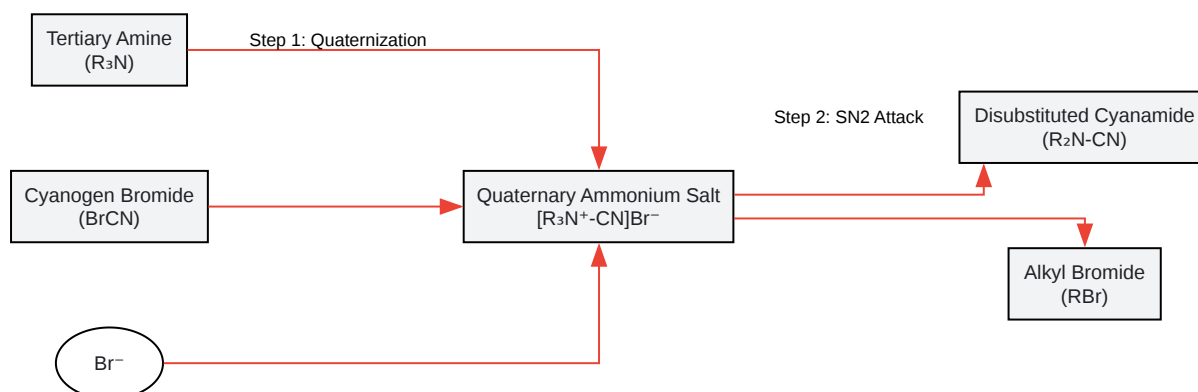 Tertiary Amine
(R₃N)
Step 1: Quaternization
Step 2: SN2 Attack
Disubstituted Cyanamide
(R₂N-CN)
Cyanogen Bromide
(BrCN)
Quaternary Ammonium Salt
[R₃N⁺-CN]Br⁻
Alkyl Bromide
(RBr)
Br⁻